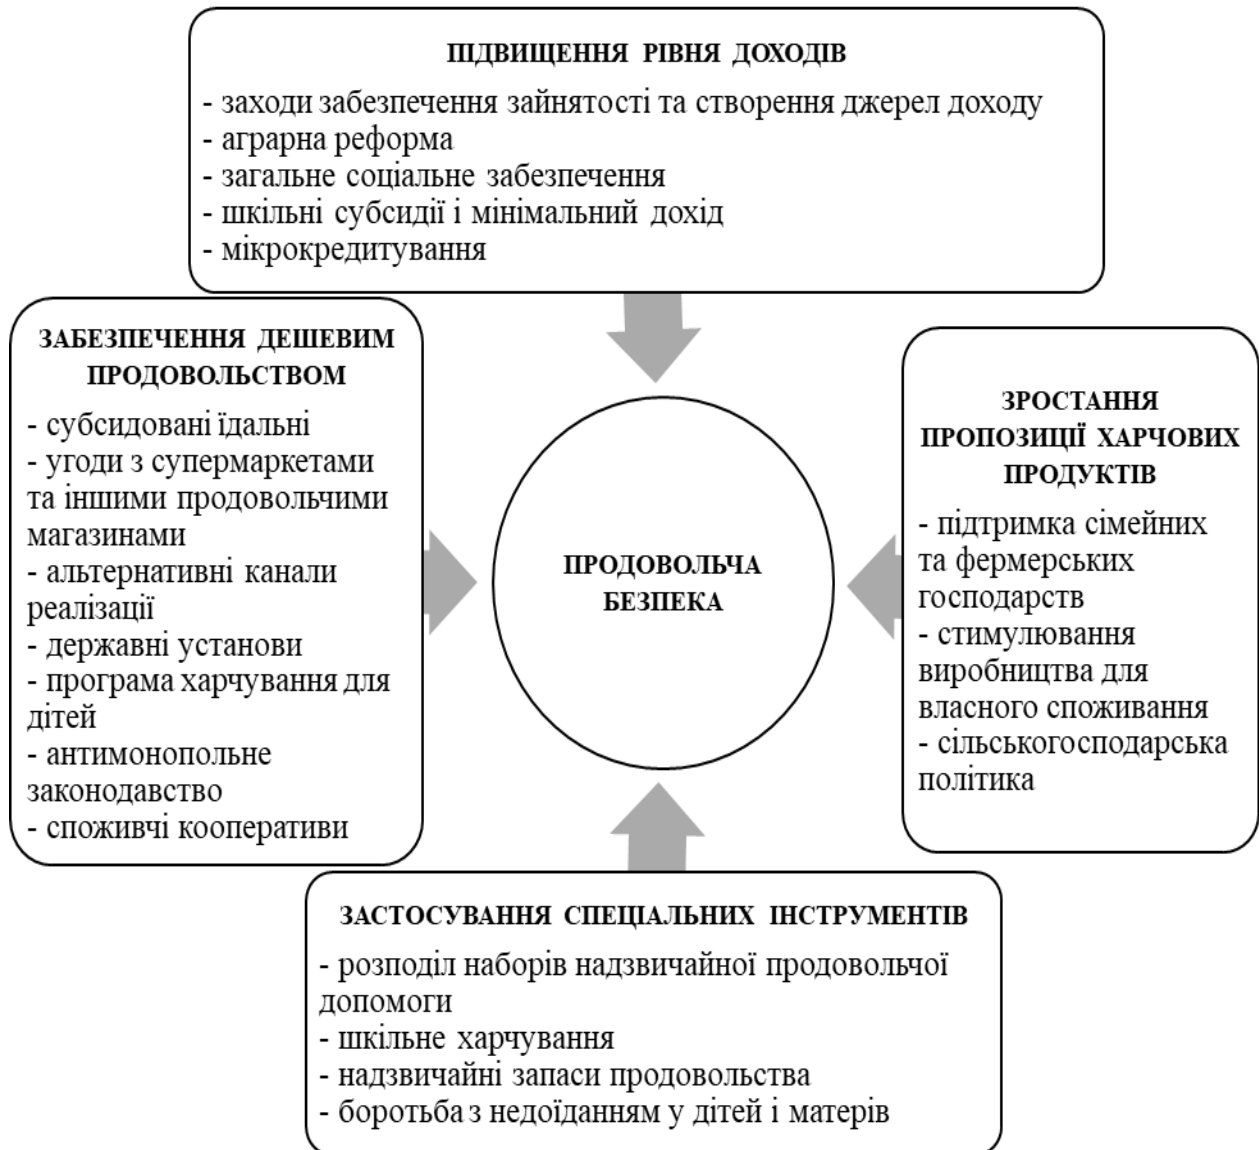 ПІДВИЩЕННЯ РІВНЯ ДОХОДІВ
- заходи забезпечення зайнятості та створення джерел доходу
- аграрна реформа
- загальне соціальне забезпечення
- шкільні субсидії і мінімальний дохід
- мікрокредитування
ЗАБЕЗПЕЧЕННЯ ДЕШЕВИМ
ПРОДОВОЛЬСТВОМ
- субсидовані їдальні
- угоди з супермаркетами
та іншими продовольчими
магазинами
- альтернативні канали
реалізації
- державні установи
- програма харчування для
дітей
- антимонопольне
законодавство
- споживчі кооперативи
ПРОДОВОЛЬЧА
БЕЗПЕКА
ЗРОСТАННЯ
ПРОПОЗИЦІЇ ХАРЧОВИХ
ПРОДУКТІВ
- підтримка сімейних
та фермерських
господарств
- стимулювання
виробництва для
власного споживання
- сільськогосподарська
політика
ЗАСТОСУВАННЯ СПЕЦІАЛЬНИХ ІНСТРУМЕНТІВ
- розподіл наборів надзвичайної продовольчої
допомоги
- шкільне харчування
- надзвичайні запаси продовольства
- боротьба з недоїданням у дітей і матерів